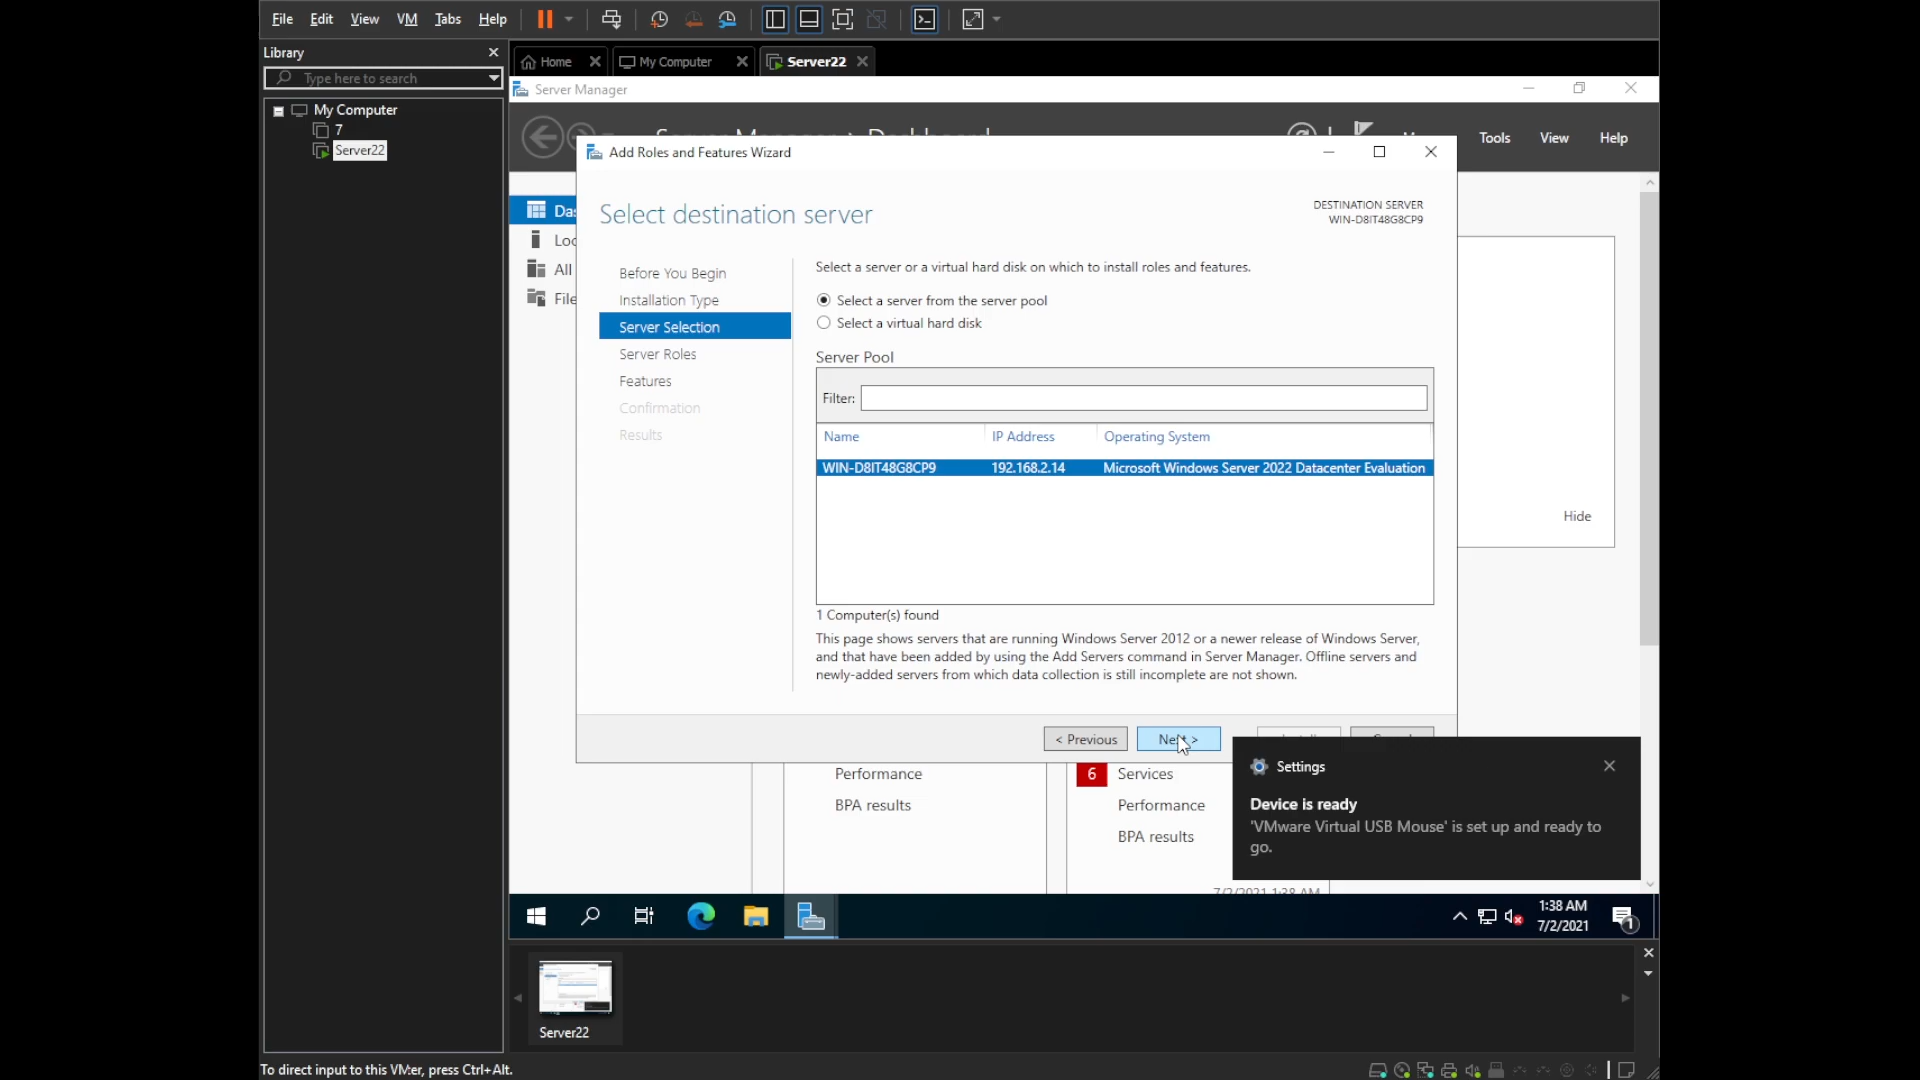 File Edit View VM Tabs Help
Library
Type here to search
My Computer
7
Server22
Home
My Computer
Server22
Server Manager
Tools View Help
Add Roles and Features Wizard
Select destination server
DESTINATION SERVER
WIN-D8IT48G8CP9
Before You Begin
Installation Type
Server Selection
Server Roles
Features
Confirmation
Results
Select a server or a virtual hard disk on which to install roles and features.
Select a server from the server pool
Select a virtual hard disk
Server Pool
Filter:
Name IP Address Operating System
WIN-D8IT48G8CP9 192.168.2.14 Microsoft Windows Server 2022 Datacenter Evaluation
1 Computer(s) found
This page shows servers that are running Windows Server 2012 or a newer release of Windows Server,
and that have been added by using the Add Servers command in Server Manager. Offline servers and
newly-added servers from which data collection is still incomplete are not shown.
< Previous
Next >
All
Hide
Performance
BPA results
6 Services
Performance
BPA results
7/2/2021 1:38 AM
Settings
Device is ready
'VMware Virtual USB Mouse' is set up and ready to
go.
1:38 AM
7/2/2021
1
Server22
To direct input to this VM, press Ctrl+Alt.